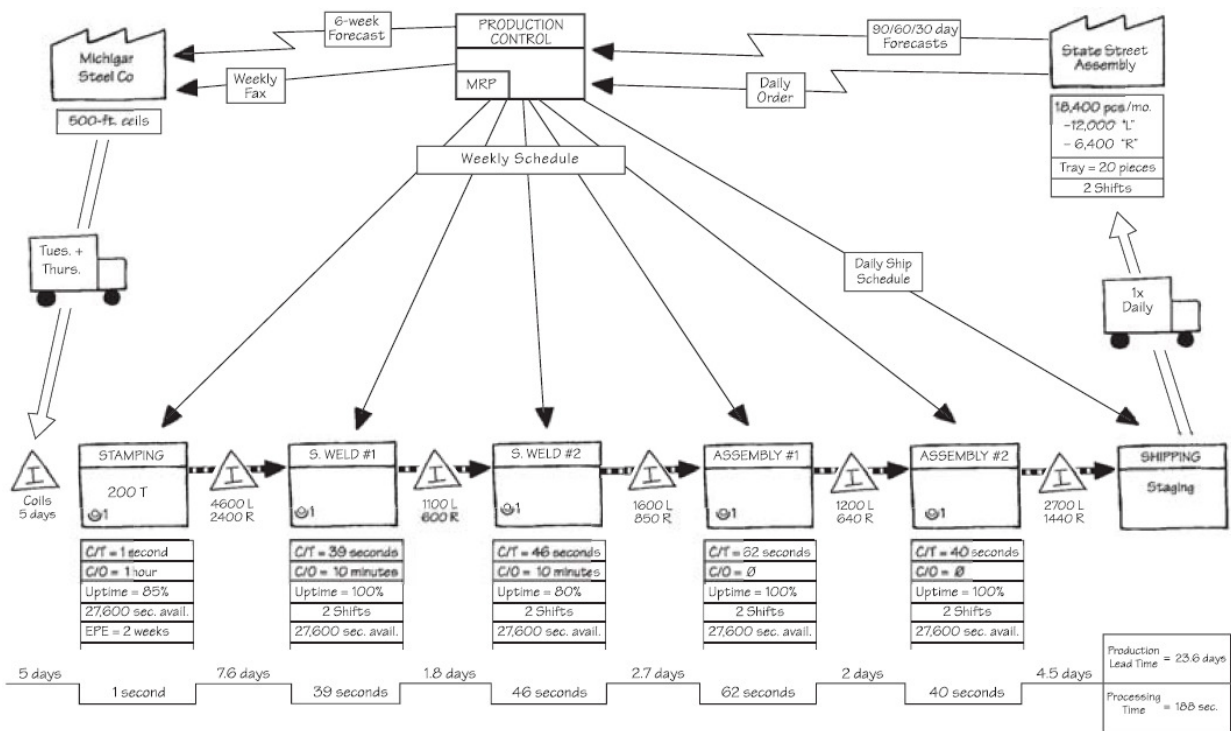 6-week
Forecast
PRODUCTION
CONTROL
MRP
90/60/30 day
Forecasts
Michigan
Steel Co
Weekly
Fax
Daily
Order
State Street
Assembly
500-ft. coils
18,400 pcs/mo.
-12,000 "L"
- 6,400 "R"
Tray = 20 pieces
2 Shifts
Weekly Schedule
Tues. +
Thurs.
Daily Ship
Schedule
1x
Daily
I
Coils
5 days
STAMPING
200 T
1
I
4600 L
2400 R
S. WELD #1
1
I
1100 L
600 R
S. WELD #2
1
I
1600 L
850 R
ASSEMBLY #1
1
I
1200 L
640 R
ASSEMBLY #2
1
I
2700 L
1440 R
SHIPPING
Staging
C/T = 1 second
C/O = 1 hour
Uptime = 85%
27,600 sec. avail.
EPE = 2 weeks
C/T = 39 seconds
C/O = 10 minutes
Uptime = 100%
2 Shifts
27,600 sec. avail.
C/T = 46 seconds
C/O = 10 minutes
Uptime = 80%
2 Shifts
27,600 sec. avail.
C/T = 62 seconds
C/O = Ø
Uptime = 100%
2 Shifts
27,600 sec. avail.
C/T = 40 seconds
C/O = Ø
Uptime = 100%
2 Shifts
27,600 sec. avail.
5 days
1 second
7.6 days
39 seconds
1.8 days
46 seconds
2.7 days
62 seconds
2 days
40 seconds
4.5 days
Production
Lead Time = 23.6 days
Processing
Time = 188 sec.